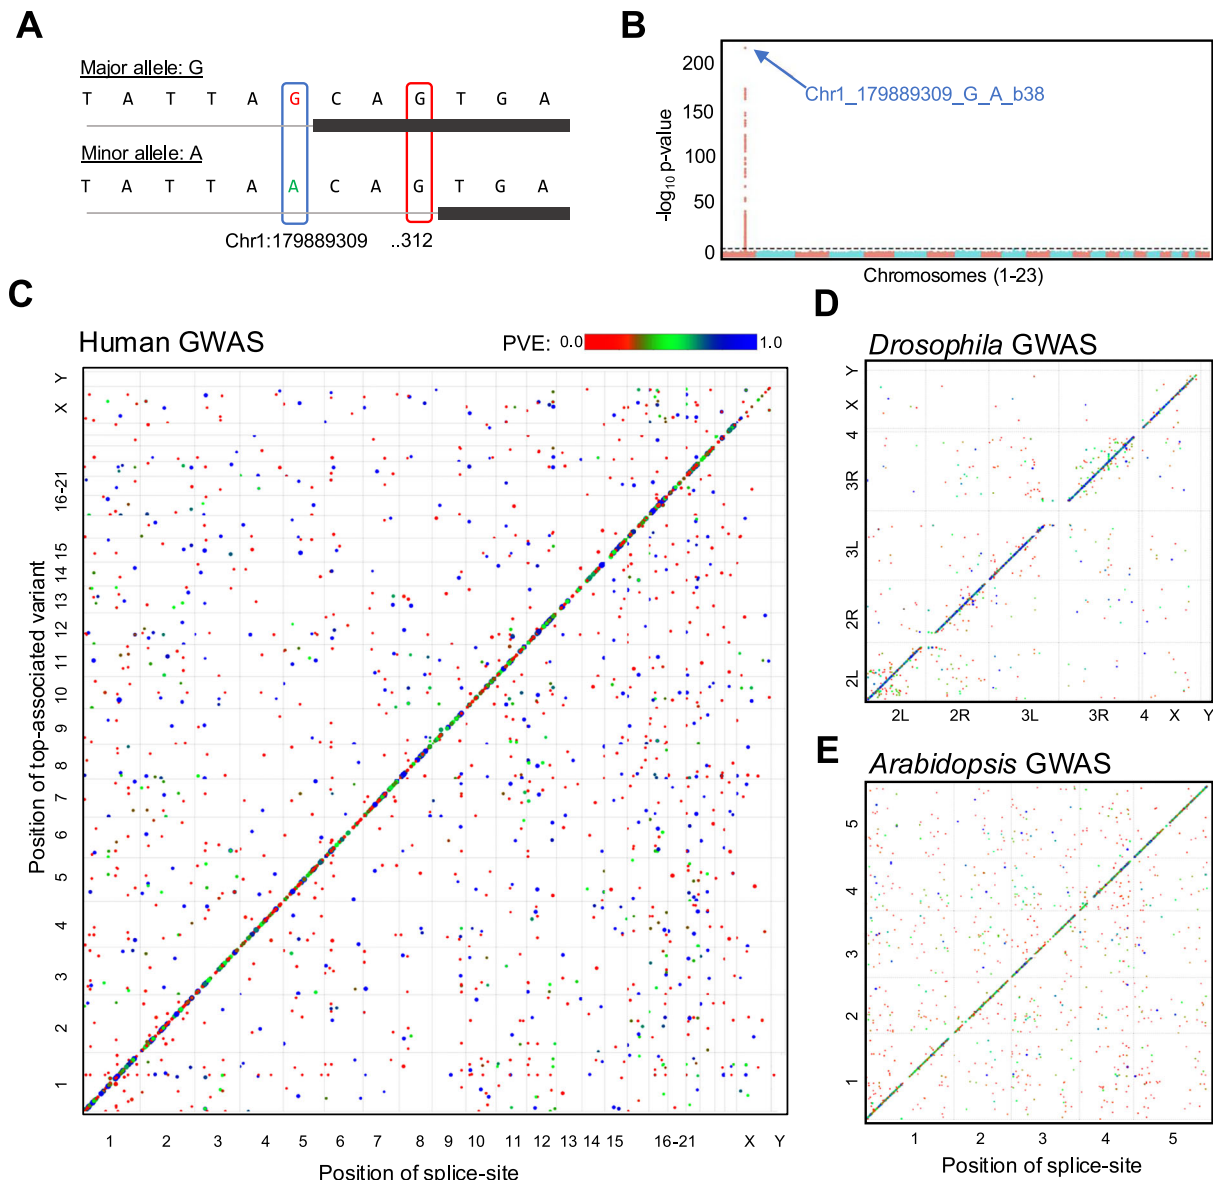 A
Major allele: G
T A T T A G C A G T G A
Minor allele: A
T A T T A A C A G T G A
Chr1:179889309 ..312
B
-log10 p-value
200
150
100
50
0
Chr1_179889309_G_A_b38
Chromosomes (1-23)
C
Human GWAS
PVE: 0.0 1.0
Position of top-associated variant
Y
X
16-21
15
14
13
12
11
10
9
8
7
6
5
4
3
2
1
1 2 3 4 5 6 7 8 9 10 11 12 13 14 15 16-21 X Y
Position of splice-site
D
Drosophila GWAS
Y
X
4
3R
3L
2R
2L
2L 2R 3L 3R 4 X Y
E
Arabidopsis GWAS
5
4
3
2
1
1 2 3 4 5
Position of splice-site